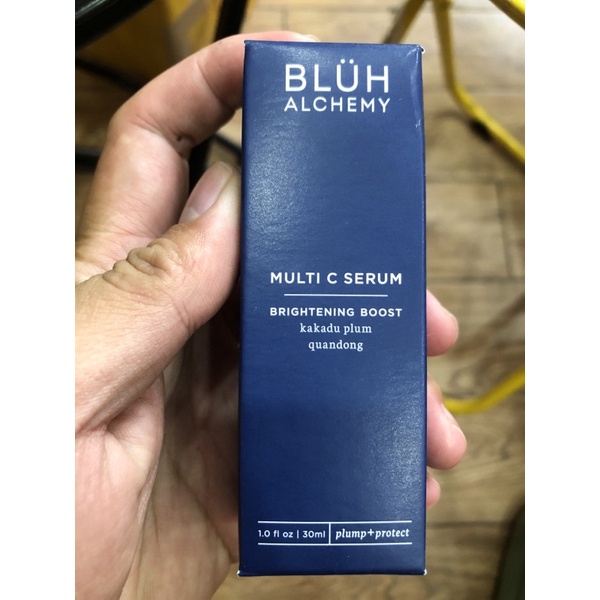 BLÜH
ALCHEMY
MULTI C SERUM
BRIGHTENING BOOST
kakadu plum
quandong
1.0 fl oz | 30ml | plump+protect